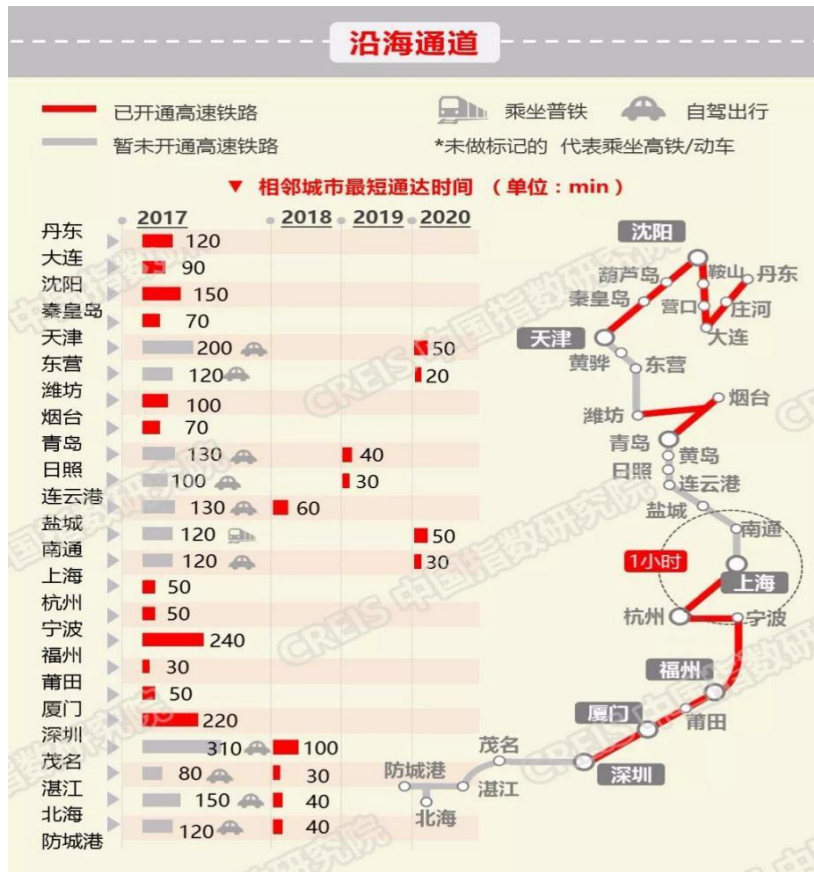 沿海通道
已开通高速铁路
乘坐普铁
自驾出行
暂未开通高速铁路
*未做标记的 代表乘坐高铁/动车
▼ 相邻城市最短通达时间 （单位：min）
2017 2018 2019 2020
丹东
120
大连
90
沈阳
150
秦皇岛
70
天津
200 50
东营
120 20
潍坊
100
烟台
70
青岛
130 40
日照
100 30
连云港
130 60
盐城
120 50
南通
120 30
上海
50
杭州
50
宁波
240
福州
30
莆田
50
厦门
220
深圳
310 100
茂名
80 30
湛江
150 40
北海
120 40
防城港
沈阳
葫芦岛
鞍山
丹东
秦皇岛
营口
庄河
天津
大连
黄骅
东营
烟台
潍坊
青岛
黄岛
日照
连云港
盐城
南通
1小时
上海
杭州
宁波
福州
莆田
厦门
茂名
防城港
湛江
深圳
北海
CREIS 中国指数研究院